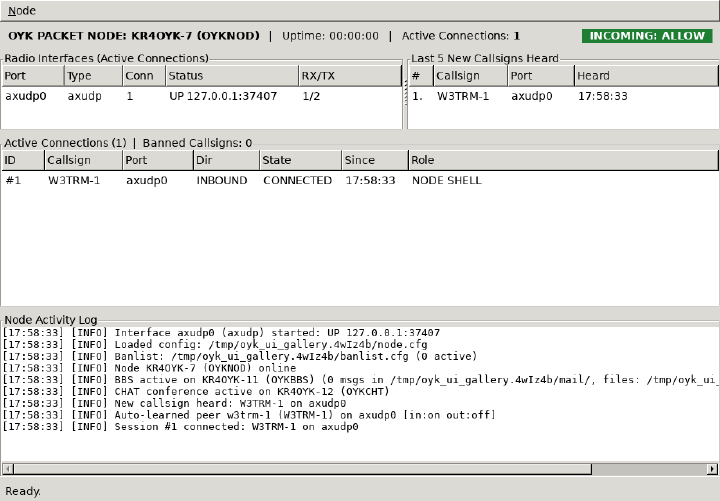 Node
OYK PACKET NODE: KR4OYK-7 (OYKNOD) | Uptime: 00:00:00 | Active Connections: 1 INCOMING: ALLOW
Radio Interfaces (Active Connections)
Port Type Conn Status RX/TX
axudp0 axudp 1 UP 127.0.0.1:37407 1/2
Last 5 New Callsigns Heard
# Callsign Port Heard
1. W3TRM-1 axudp0 17:58:33
Active Connections (1) | Banned Callsigns: 0
ID Callsign Port Dir State Since Role
#1 W3TRM-1 axudp0 INBOUND CONNECTED 17:58:33 NODE SHELL
Node Activity Log
[17:58:33] [INFO] Interface axudp0 (axudp) started: UP 127.0.0.1:37407
[17:58:33] [INFO] Loaded config: /tmp/oyk_ui_gallery.4wIz4b/node.cfg
[17:58:33] [INFO] Banlist: /tmp/oyk_ui_gallery.4wIz4b/banlist.cfg (0 active)
[17:58:33] [INFO] Node KR4OYK-7 (OYKNOD) online
[17:58:33] [INFO] BBS active on KR4OYK-11 (OYKBBS) (0 msgs in /tmp/oyk_ui_gallery.4wIz4b/mail/, files: /tmp/oyk_ui_
[17:58:33] [INFO] CHAT conference active on KR4OYK-12 (OYKCHT)
[17:58:33] [INFO] New callsign heard: W3TRM-1 on axudp0
[17:58:33] [INFO] Auto-learned peer w3trm-1 (W3TRM-1) on axudp0 [in:on out:off]
[17:58:33] [INFO] Session #1 connected: W3TRM-1 on axudp0
Ready.